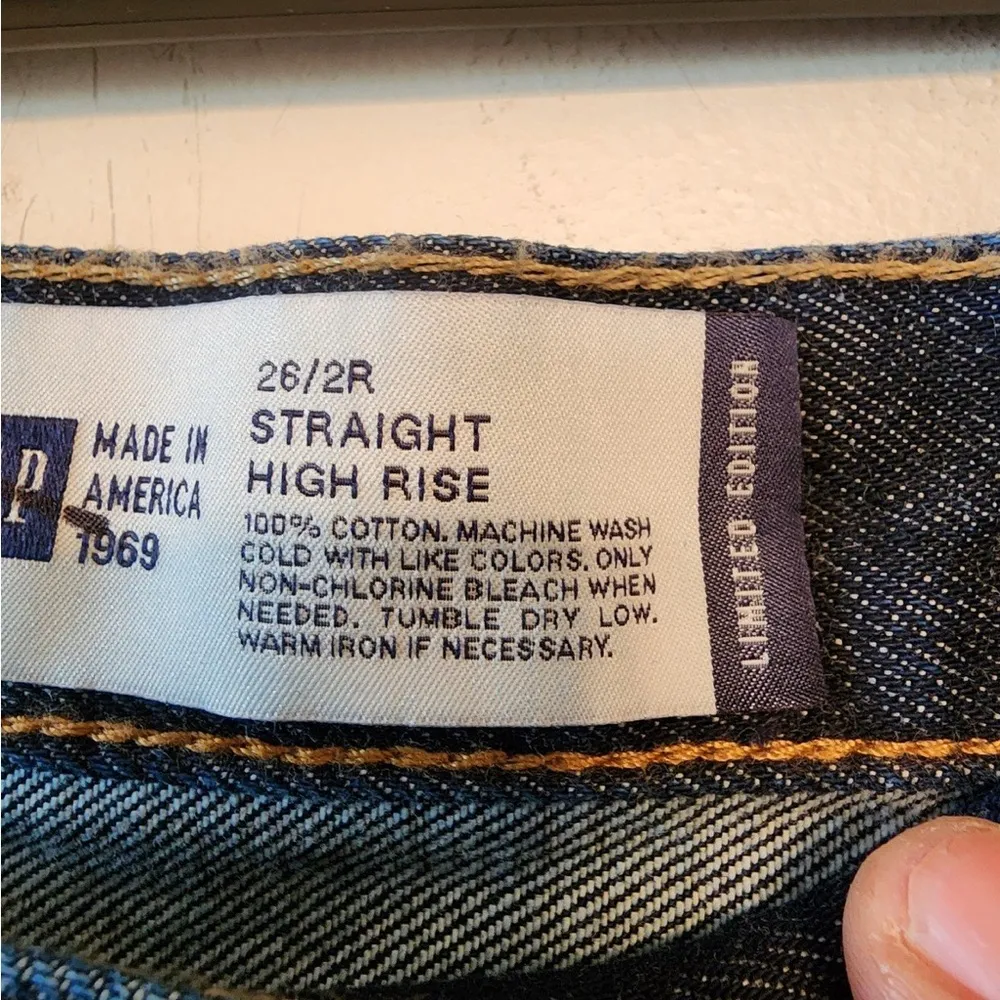 P
MADE IN
AMERICA
1969
26/2R
STRAIGHT
HIGH RISE
100% COTTON. MACHINE WASH
COLD WITH LIKE COLORS. ONLY
NON-CHLORINE BLEACH WHEN
NEEDED. TUMBLE DRY LOW.
WARM IRON IF NECESSARY.
LIMITED EDITION